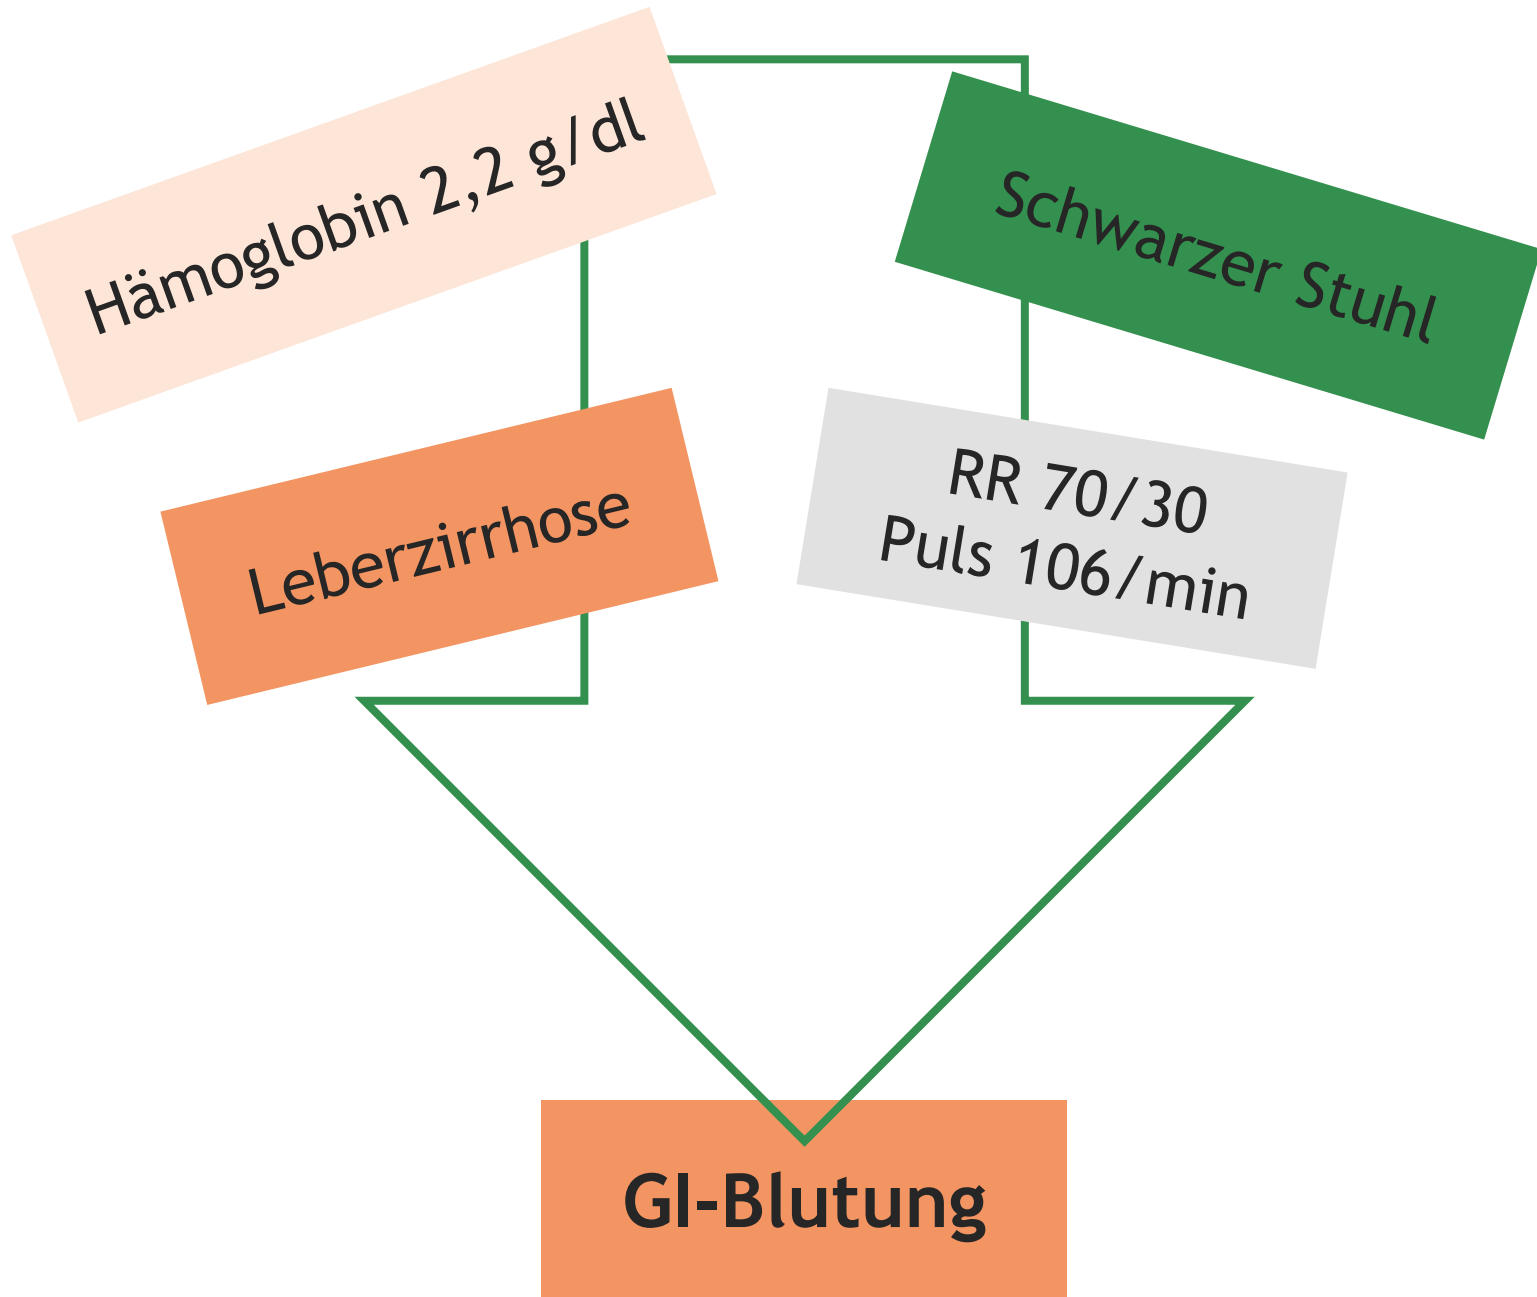 Hämoglobin 2,2 g/dl
Schwarzer Stuhl
Leberzirrhose
RR 70/30
Puls 106/min
GI-Blutung